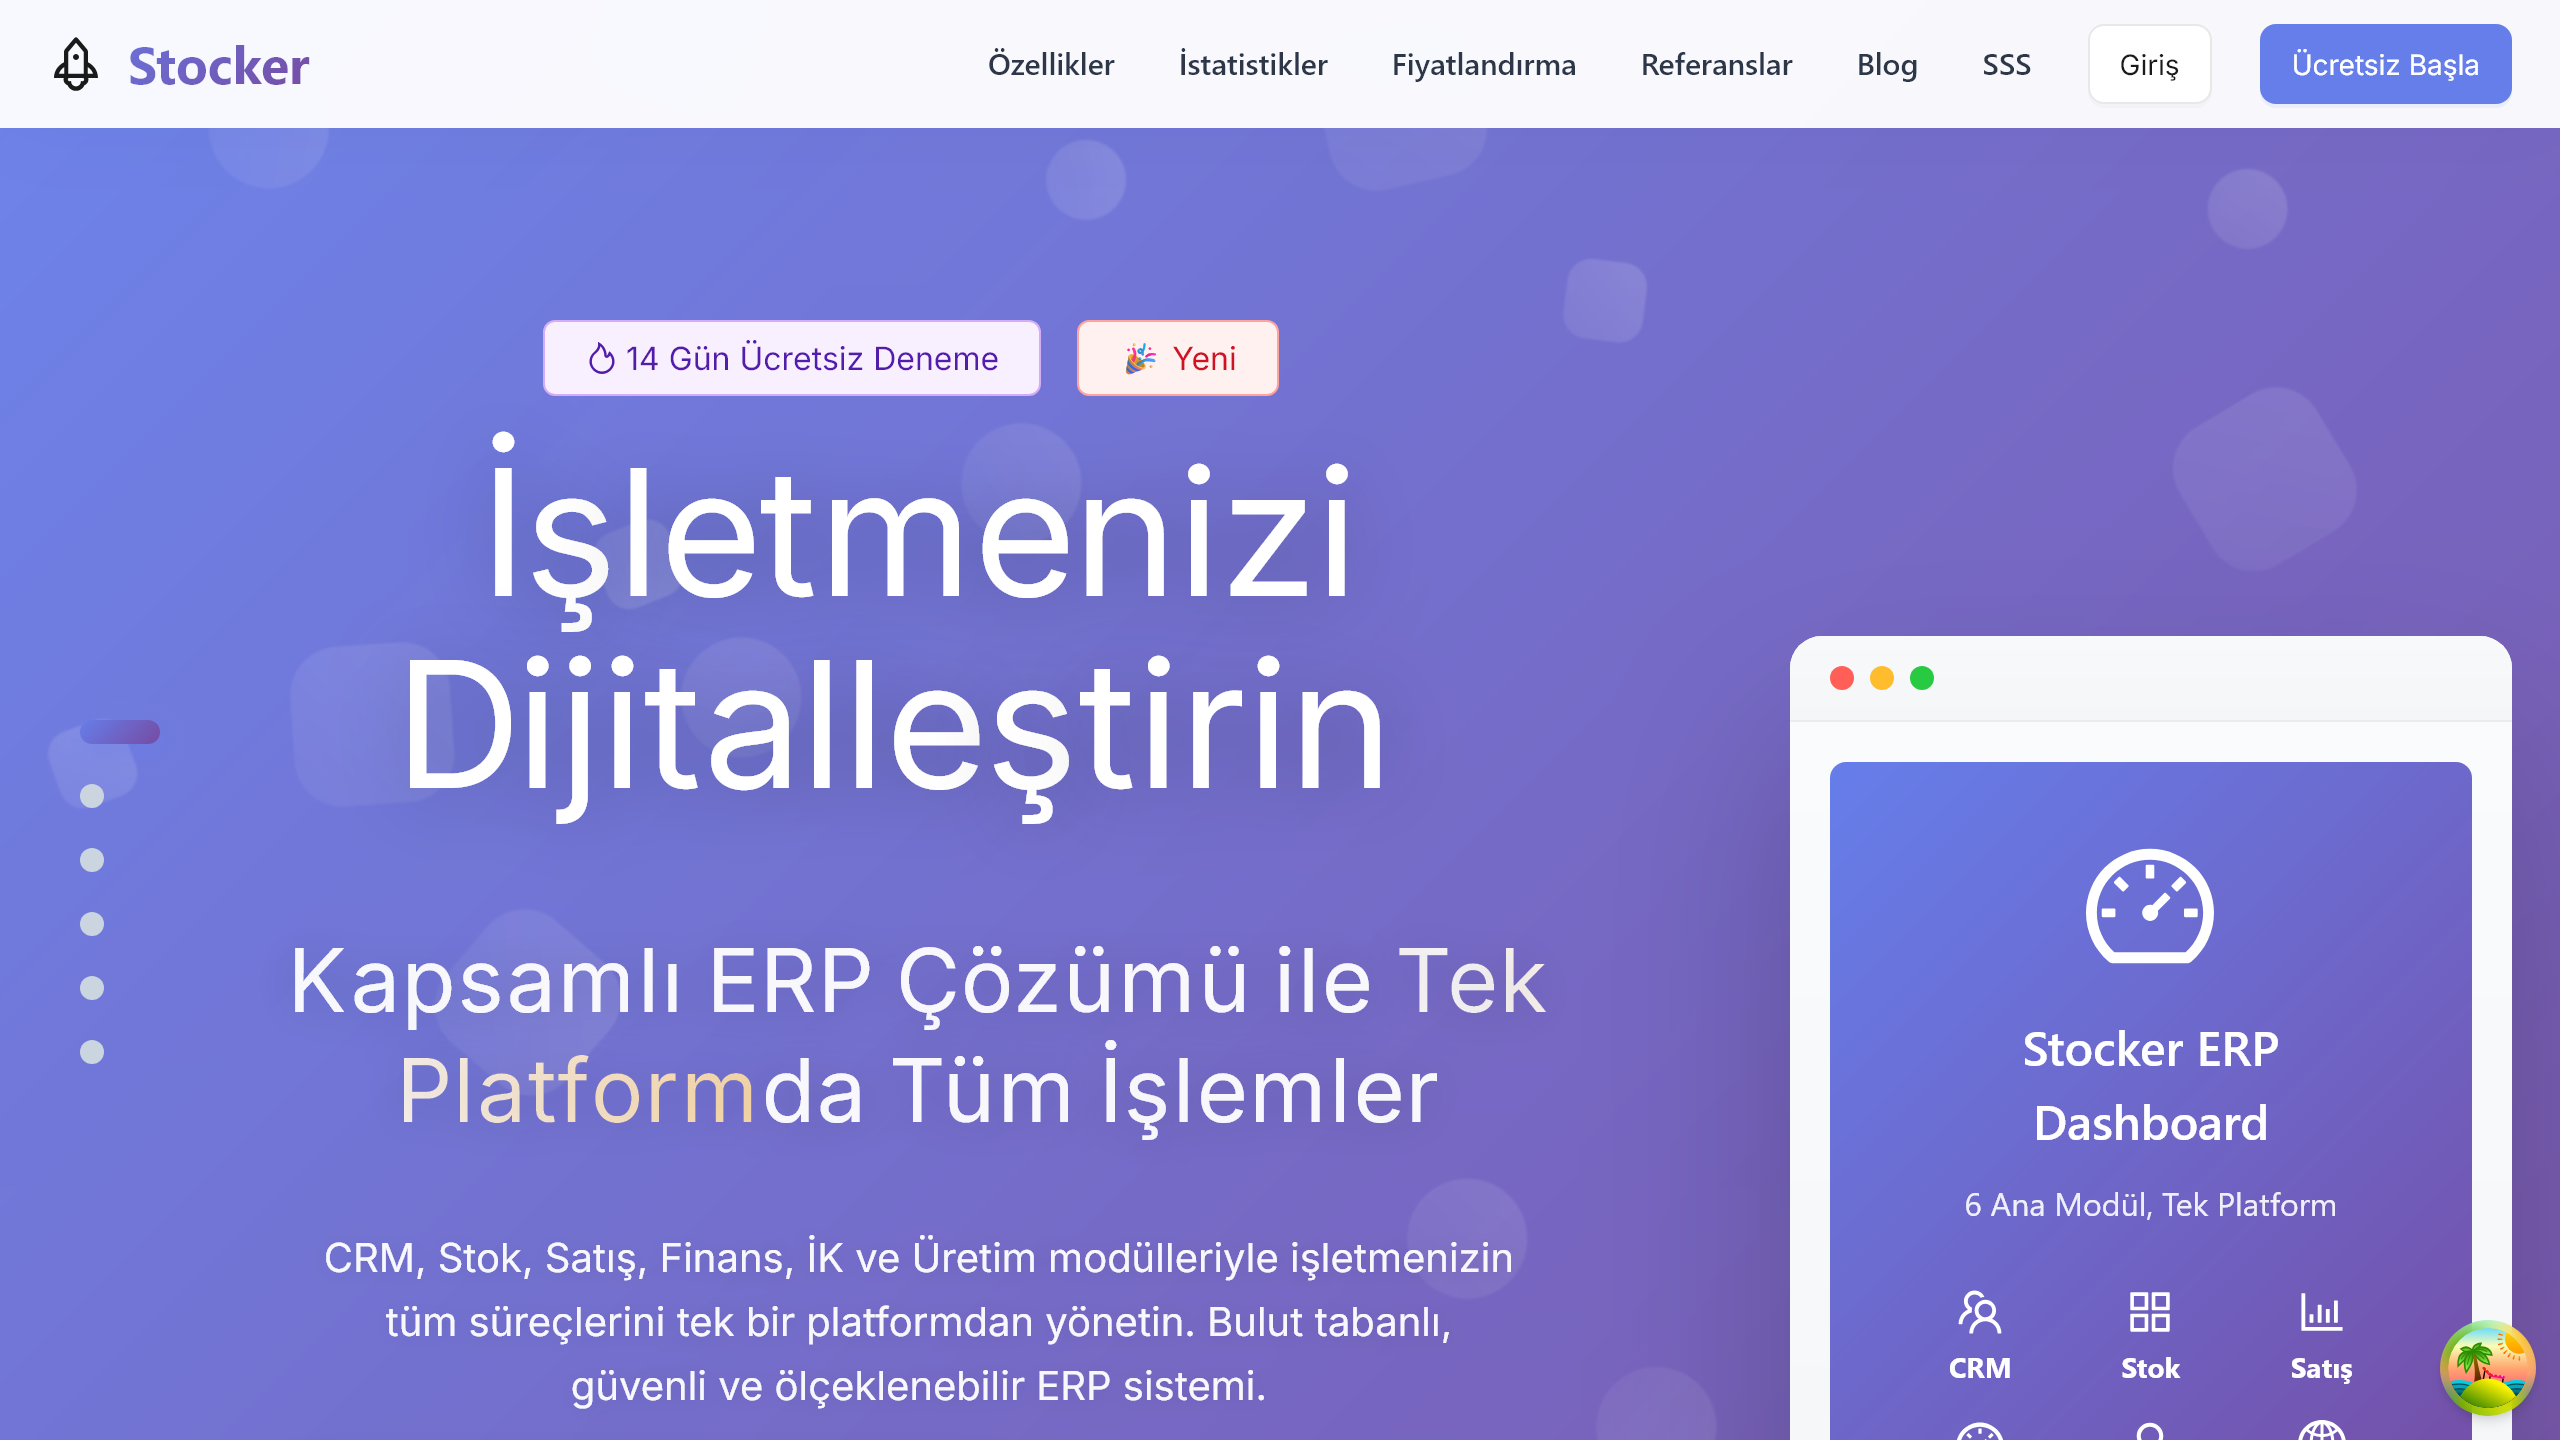 Stocker
Özellikler
İstatistikler
Fiyatlandırma
Referanslar
Blog
SSS
Giriş
Ücretsiz Başla
14 Gün Ücretsiz Deneme
🎉 Yeni
İşletmenizi
Dijitalleştirin
Kapsamlı ERP Çözümü ile Tek
Platformda Tüm İşlemler
CRM, Stok, Satış, Finans, İK ve Üretim modülleriyle işletmenizin
tüm süreçlerini tek bir platformdan yönetin. Bulut tabanlı,
güvenli ve ölçeklenebilir ERP sistemi.
Stocker ERP
Dashboard
6 Ana Modül, Tek Platform
CRM
Stok
Satış